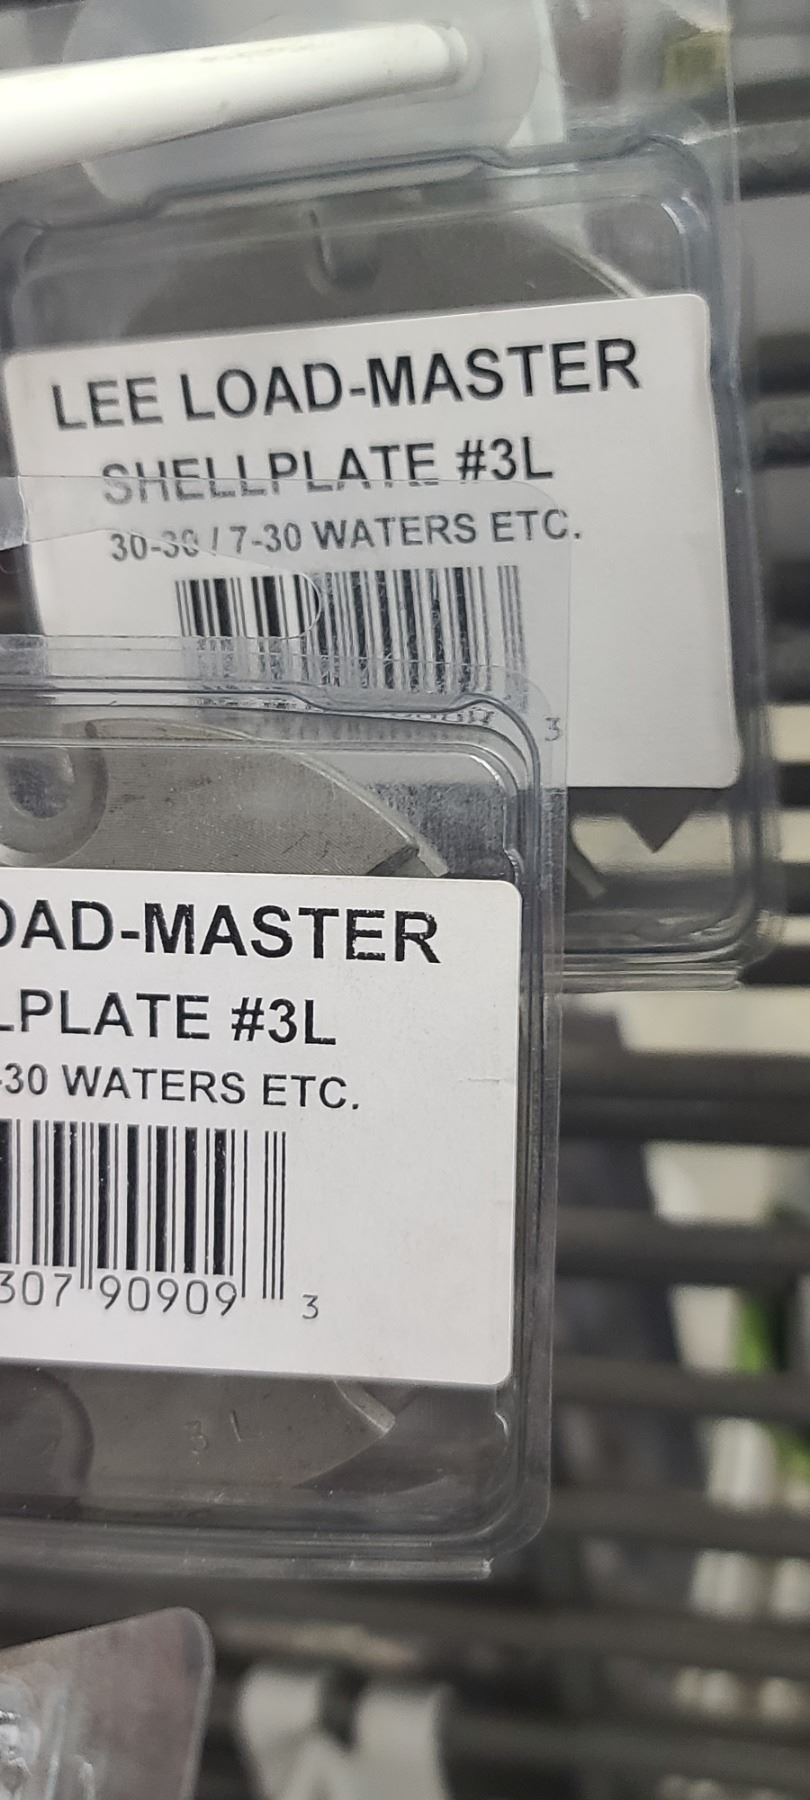 LEE LOAD-MASTER
SHELLPLATE #3L
30-30 / 7-30 WATERS ETC.
3
OAD-MASTER
LPLATE #3L
-30 WATERS ETC.
307 90909 3
3L